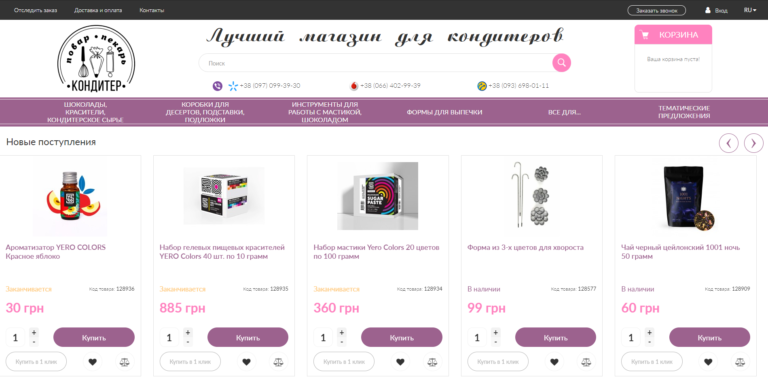 Отследить заказ Доставка и оплата Контакты Заказать звонок Вход RU
повар пекарь
КОНДИТЕР
Лучший магазин для кондитеров
КОРЗИНА
Поиск
Ваша корзина пуста!
+38 (097) 099-39-30 +38 (066) 402-99-39 +38 (093) 698-01-11
ШОКОЛАДЫ,
КРАСИТЕЛИ,
КОНДИТЕРСКОЕ СЫРЬЕ
КОРОБКИ ДЛЯ
ДЕСЕРТОВ, ПОДСТАВКИ,
ПОДЛОЖКИ
ИНСТРУМЕНТЫ ДЛЯ
РАБОТЫ С МАСТИКОЙ,
ШОКОЛАДОМ
ФОРМЫ ДЛЯ ВЫПЕЧКИ
ВСЕ ДЛЯ...
ТЕМАТИЧЕСКИЕ
ПРЕДЛОЖЕНИЯ
Новые поступления
SUGAR
PASTE
Ароматизатор YERO COLORS
Красное яблоко
Набор гелевых пищевых красителей
YERO Colors 40 шт. по 10 грамм
Набор мастики Yero Colors 20 цветов
по 100 грамм
Форма из 3-х цветов для хвороста
Чай черный цейлонский 1001 ночь
50 грамм
Заканчивается Код товара: 128936
Заканчивается Код товара: 128935
Заканчивается Код товара: 128934
В наличии Код товара: 128577
В наличии Код товара: 128909
30 грн
885 грн
360 грн
99 грн
60 грн
1 + - Купить
1 + - Купить
1 + - Купить
1 + - Купить
1 + - Купить
Купить в 1 клик
Купить в 1 клик
Купить в 1 клик
Купить в 1 клик
Купить в 1 клик